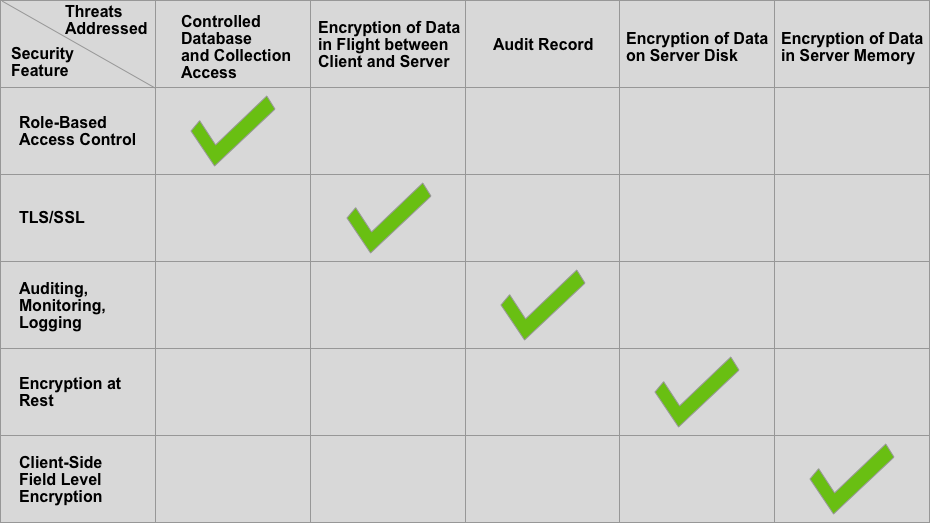 Threats
Addressed
Security
Feature
Controlled
Database
and Collection
Access
Encryption of Data
in Flight between
Client and Server
Audit Record
Encryption of Data
on Server Disk
Encryption of Data
in Server Memory
Role-Based
Access Control
TLS/SSL
Auditing,
Monitoring,
Logging
Encryption at
Rest
Client-Side
Field Level
Encryption